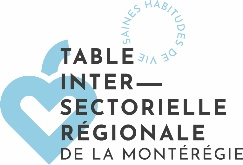 SAINES HABITUDES DE VIE
TABLE
INTER—
SECTORIELLE
RÉGIONALE
DE LA MONTÉRÉGIE